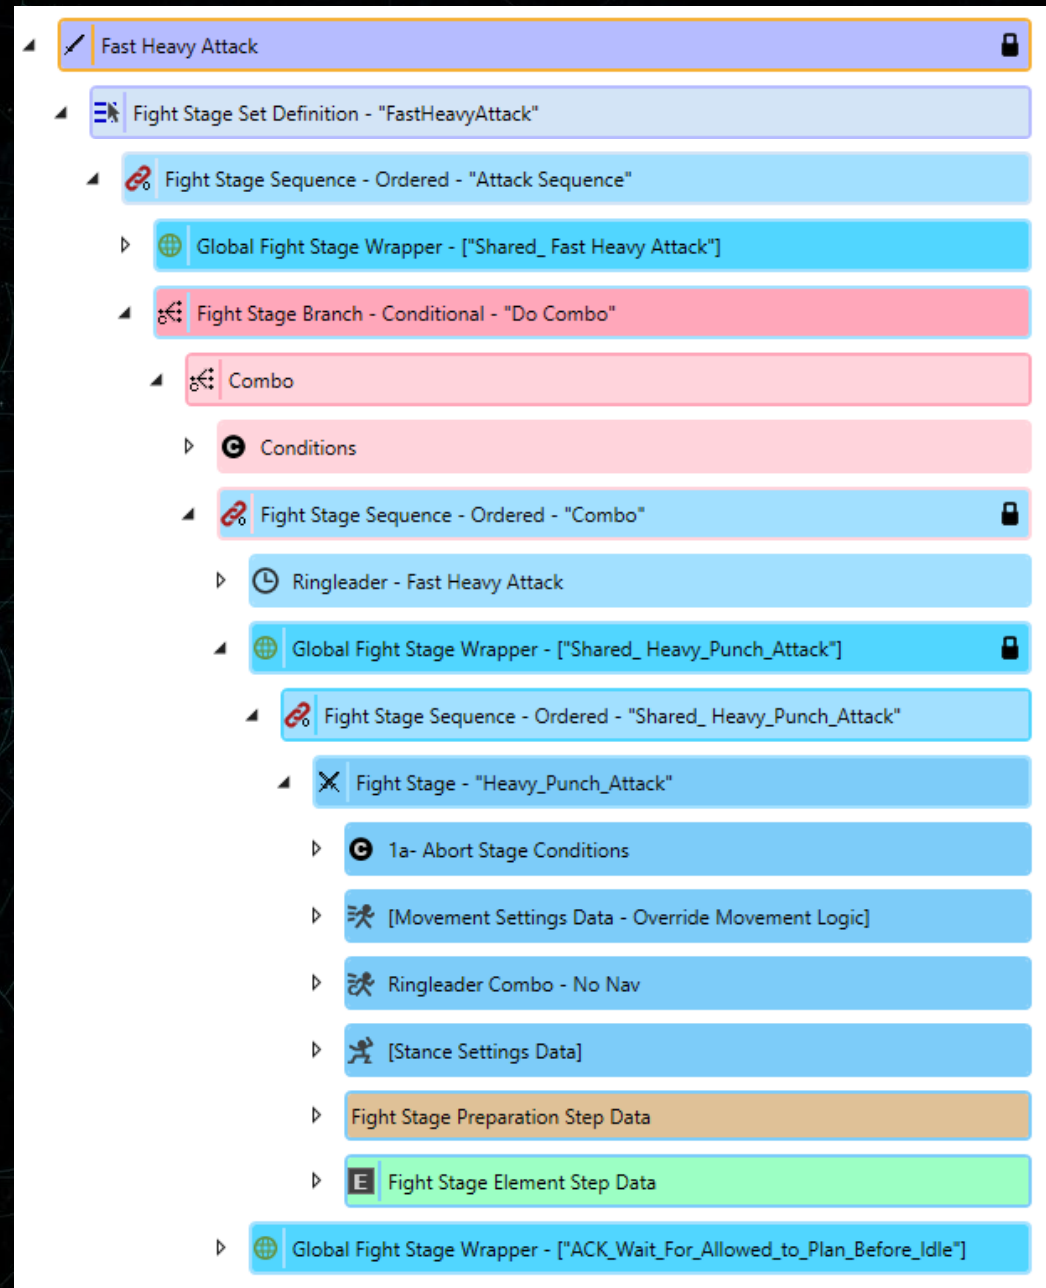 Fast Heavy Attack
Fight Stage Set Definition - "FastHeavyAttack"
Fight Stage Sequence - Ordered - "Attack Sequence"
Global Fight Stage Wrapper - ["Shared_ Fast Heavy Attack"]
Fight Stage Branch - Conditional - "Do Combo"
Combo
C Conditions
Fight Stage Sequence - Ordered - "Combo"
Ringleader - Fast Heavy Attack
Global Fight Stage Wrapper - ["Shared_ Heavy_Punch_Attack"]
Fight Stage Sequence - Ordered - "Shared_ Heavy_Punch_Attack"
Fight Stage - "Heavy_Punch_Attack"
C 1a- Abort Stage Conditions
[Movement Settings Data - Override Movement Logic]
Ringleader Combo - No Nav
[Stance Settings Data]
Fight Stage Preparation Step Data
E Fight Stage Element Step Data
Global Fight Stage Wrapper - ["ACK_Wait_For_Allowed_to_Plan_Before_Idle"]